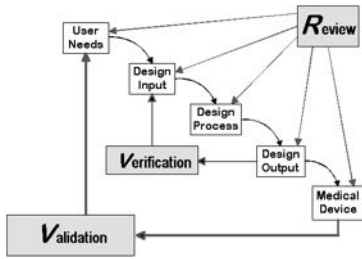 Review
User
Needs
Design
Input
Design
Process
Verification
Design
Output
Medical
Device
Validation